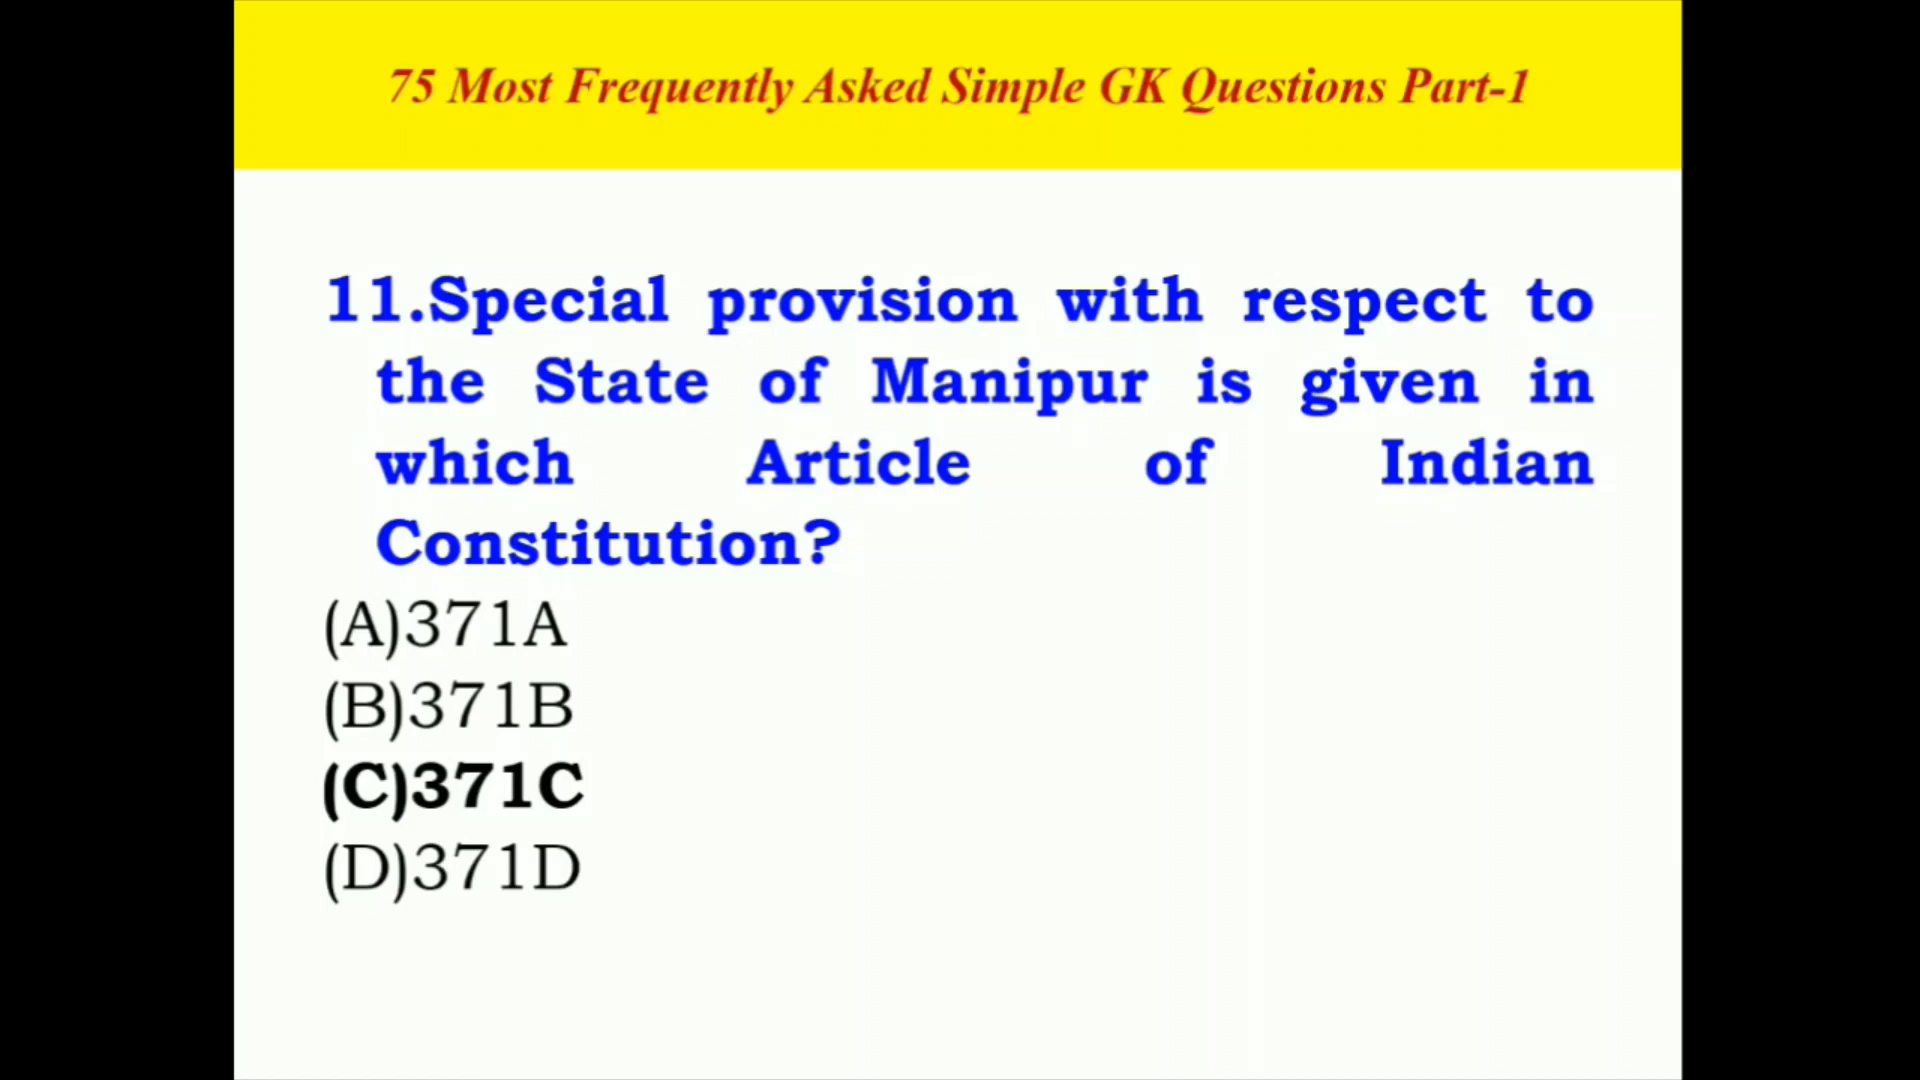 75 Most Frequently Asked Simple GK Questions Part-1
11.Special provision with respect to
the State of Manipur is given in
which Article of Indian
Constitution?
(A)371A
(B)371B
(C)371C
(D)371D